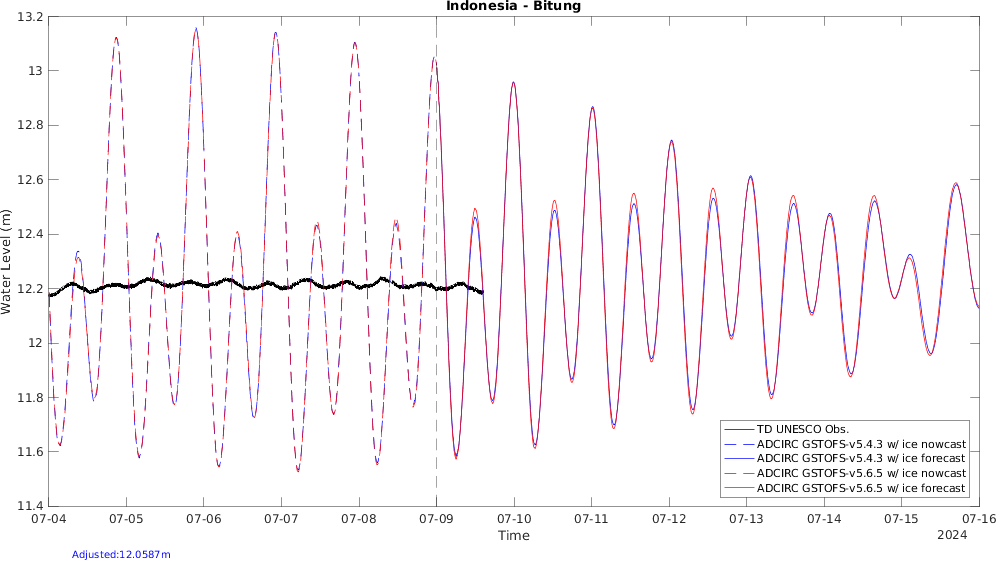 Indonesia - Bitung
Water Level (m)
13.2
13
12.8
12.6
12.4
12.2
12
11.8
11.6
11.4
TD UNESCO Obs.
ADCIRC GSTOFS-v5.4.3 w/ ice nowcast
ADCIRC GSTOFS-v5.4.3 w/ ice forecast
ADCIRC GSTOFS-v5.6.5 w/ ice nowcast
ADCIRC GSTOFS-v5.6.5 w/ ice forecast
07-04 07-05 07-06 07-07 07-08 07-09 07-10 07-11 07-12 07-13 07-14 07-15 07-16
Time
2024
Adjusted:12.0587m